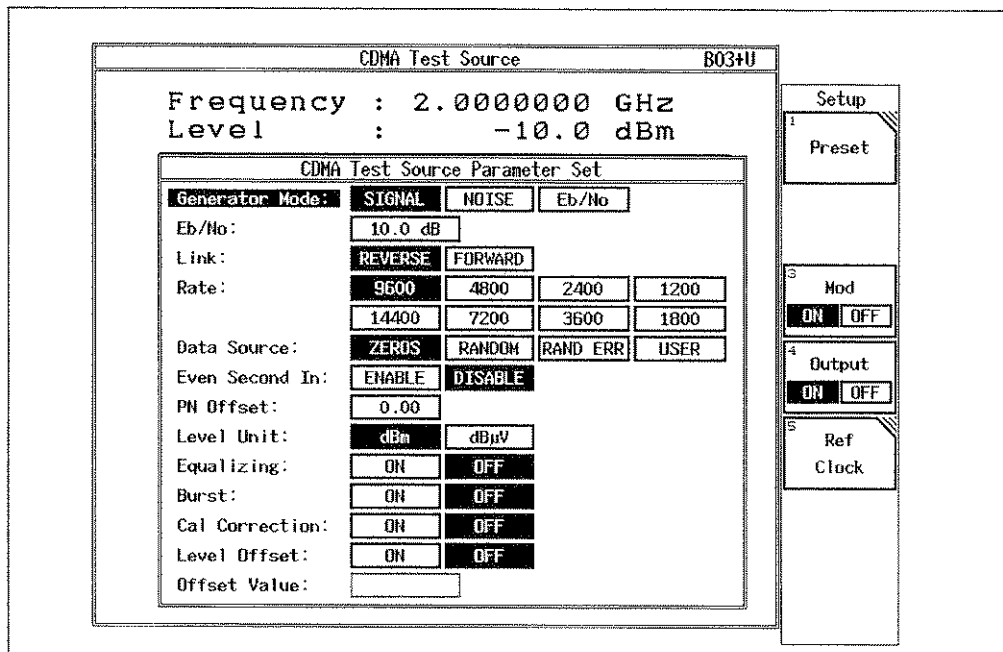 CDMA Test Source B03+U
Frequency : 2.0000000 GHz
Level : -10.0 dBm
CDMA Test Source Parameter Set
Generator Mode: SIGNAL NOISE Eb/No
Eb/No: 10.0 dB
Link: REVERSE FORWARD
Rate: 9600 4800 2400 1200
14400 7200 3600 1800
Data Source: ZEROS RANDOM RAND ERR USER
Even Second In: ENABLE DISABLE
PN Offset: 0.00
Level Unit: dBm dBµV
Equalizing: ON OFF
Burst: ON OFF
Cal Correction: ON OFF
Level Offset: ON OFF
Offset Value:
Setup
1
Preset
3
Mod
ON OFF
4
Output
ON OFF
5
Ref
Clock